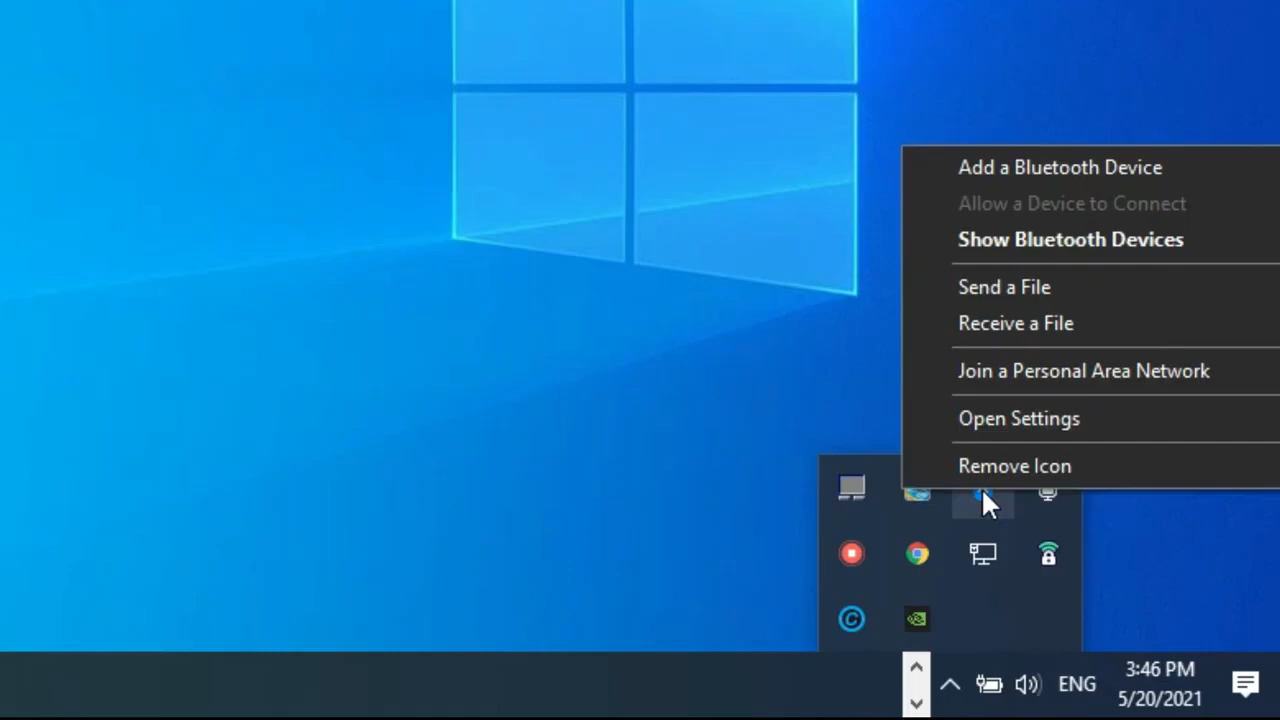 Add a Bluetooth Device
Allow a Device to Connect
Show Bluetooth Devices
Send a File
Receive a File
Join a Personal Area Network
Open Settings
Remove Icon
ENG
3:46 PM
5/20/2021